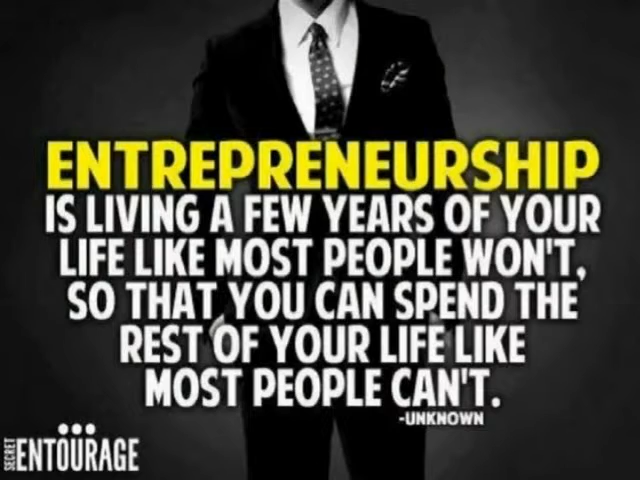 ENTREPRENEURSHIP
IS LIVING A FEW YEARS OF YOUR
LIFE LIKE MOST PEOPLE WON'T,
SO THAT YOU CAN SPEND THE
REST OF YOUR LIFE LIKE
MOST PEOPLE CAN'T.
-UNKNOWN
SECRET
ENTOURAGE